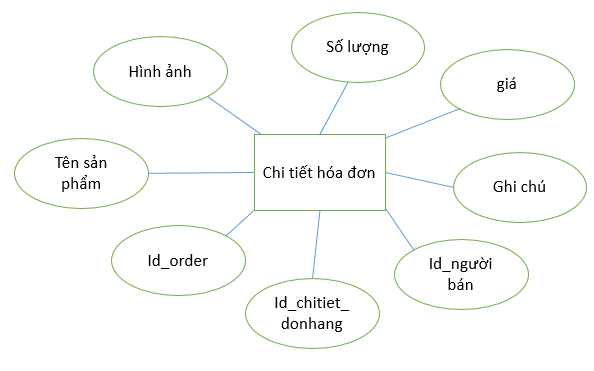 Số lượng
Hình ảnh
giá
Chi tiết hóa đơn
Tên sản
phẩm
Ghi chú
Id_order
Id_người
bán
Id_chitiet_
donhang